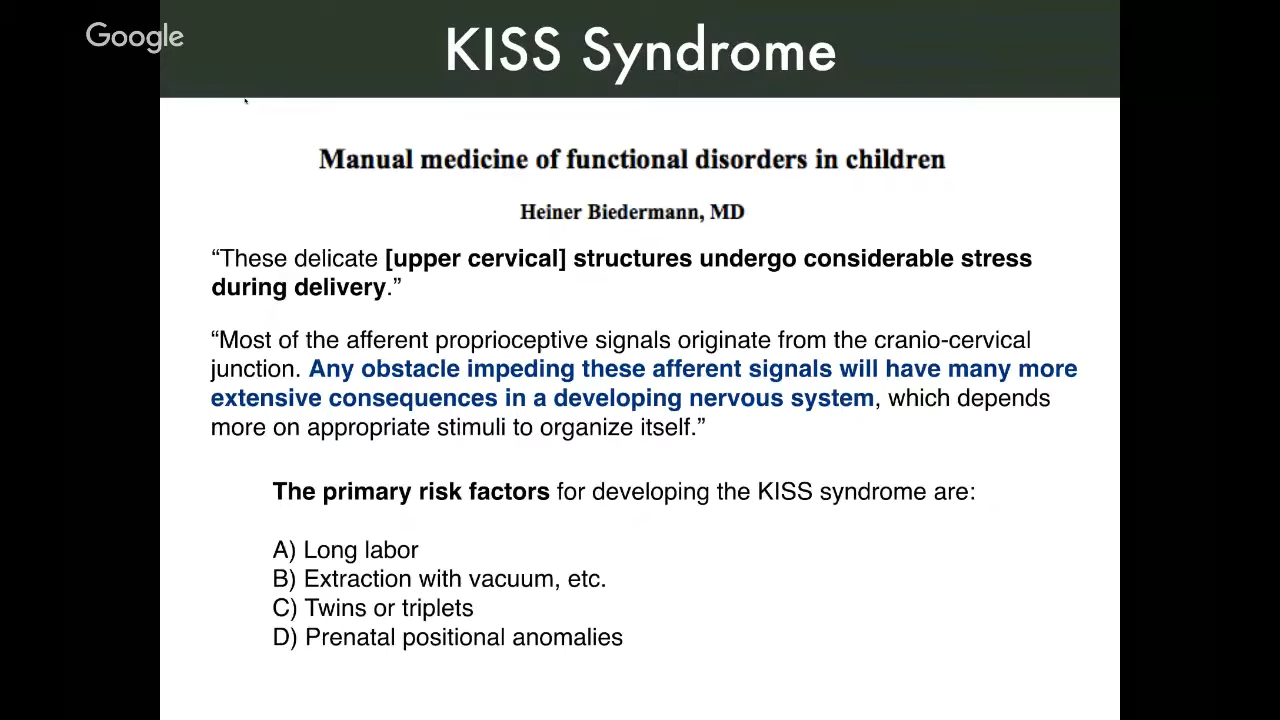 Google
KISS Syndrome
Manual medicine of functional disorders in children
Heiner Biedermann, MD
“These delicate [upper cervical] structures undergo considerable stress
during delivery.”
“Most of the afferent proprioceptive signals originate from the cranio-cervical
junction. Any obstacle impeding these afferent signals will have many more
extensive consequences in a developing nervous system, which depends
more on appropriate stimuli to organize itself.”
The primary risk factors for developing the KISS syndrome are:
A) Long labor
B) Extraction with vacuum, etc.
C) Twins or triplets
D) Prenatal positional anomalies